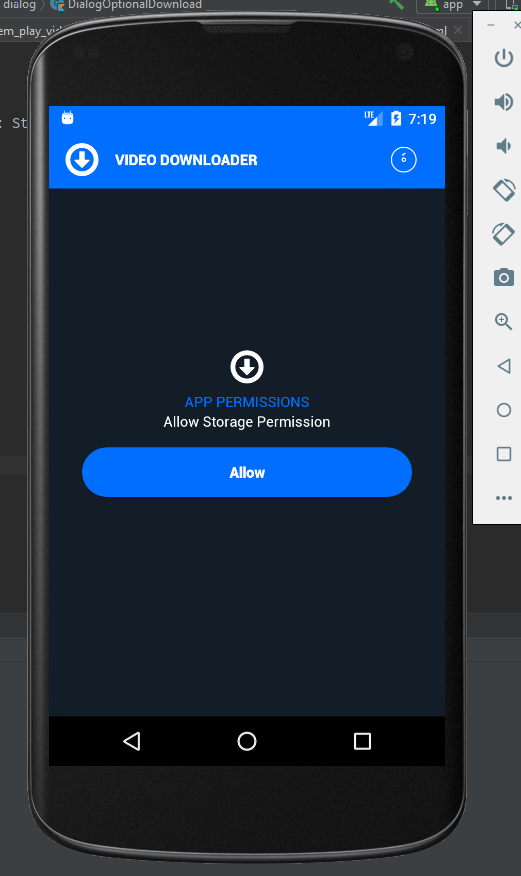 dialog DialogOptionalDownload
em_play_vi
ml
app
: St
LTE 7:19
VIDEO DOWNLOADER
APP PERMISSIONS
Allow Storage Permission
Allow